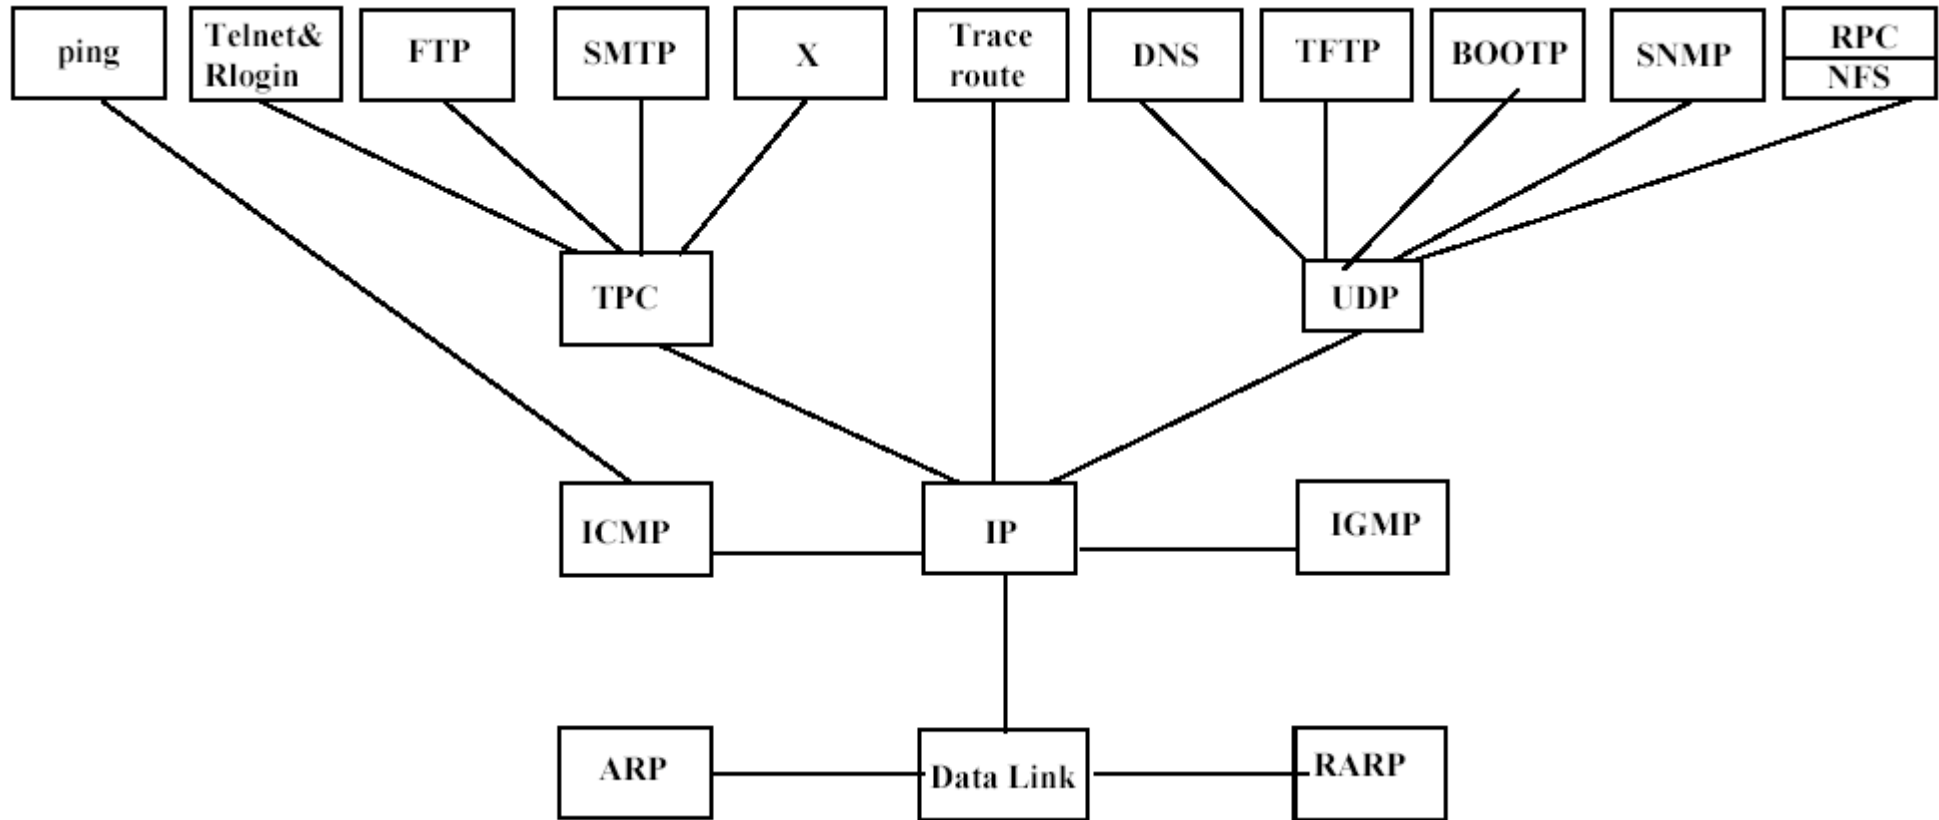 ping
Telnet&
Rlogin
FTP
SMTP
X
Trace
route
DNS
TFTP
BOOTP
SNMP
RPC
NFS
TPC
UDP
ICMP
IP
IGMP
ARP
Data Link
RARP